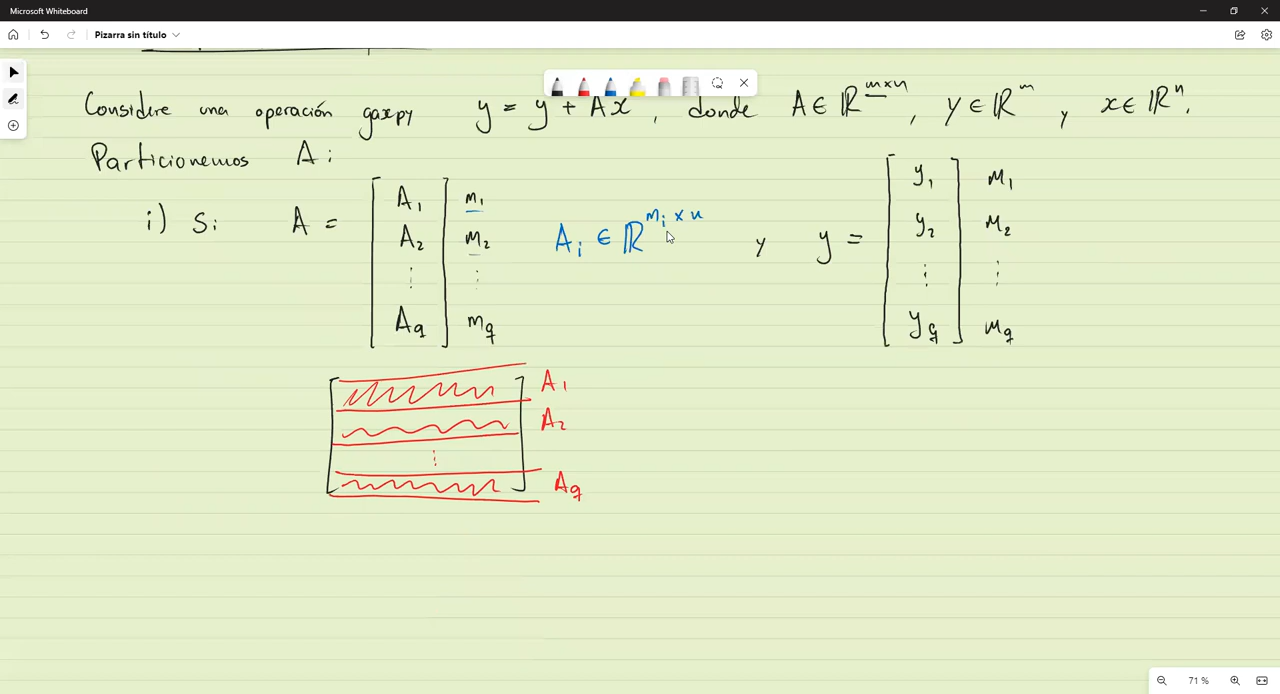 Microsoft Whiteboard
Pizarra sin título
Considere una operación gaxpy y = y + Ax , donde A ∈ ℝ^{m×n} , y ∈ ℝ^m , y x ∈ ℝ^n .
Particionemos A :
i) Si A = [ A₁ A₂ ⋮ A_q ] m₁ m₂ ⋮ m_q A_i ∈ ℝ^{m_i × n} y y = [ y₁ y₂ ⋮ y_q ] m₁ m₂ ⋮ m_q
A₁
A₂
⋮
A_q
71 %